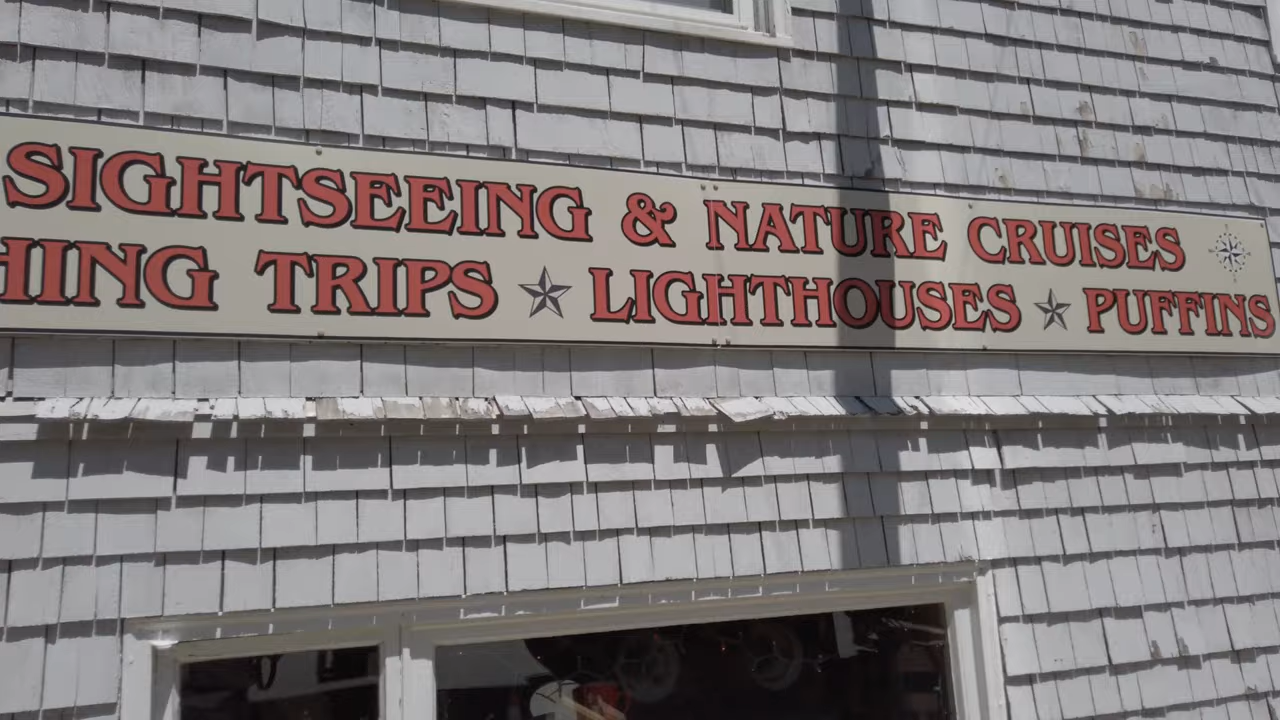 SIGHTSEEING & NATURE CRUISES
HING TRIPS ★ LIGHTHOUSES ★ PUFFINS